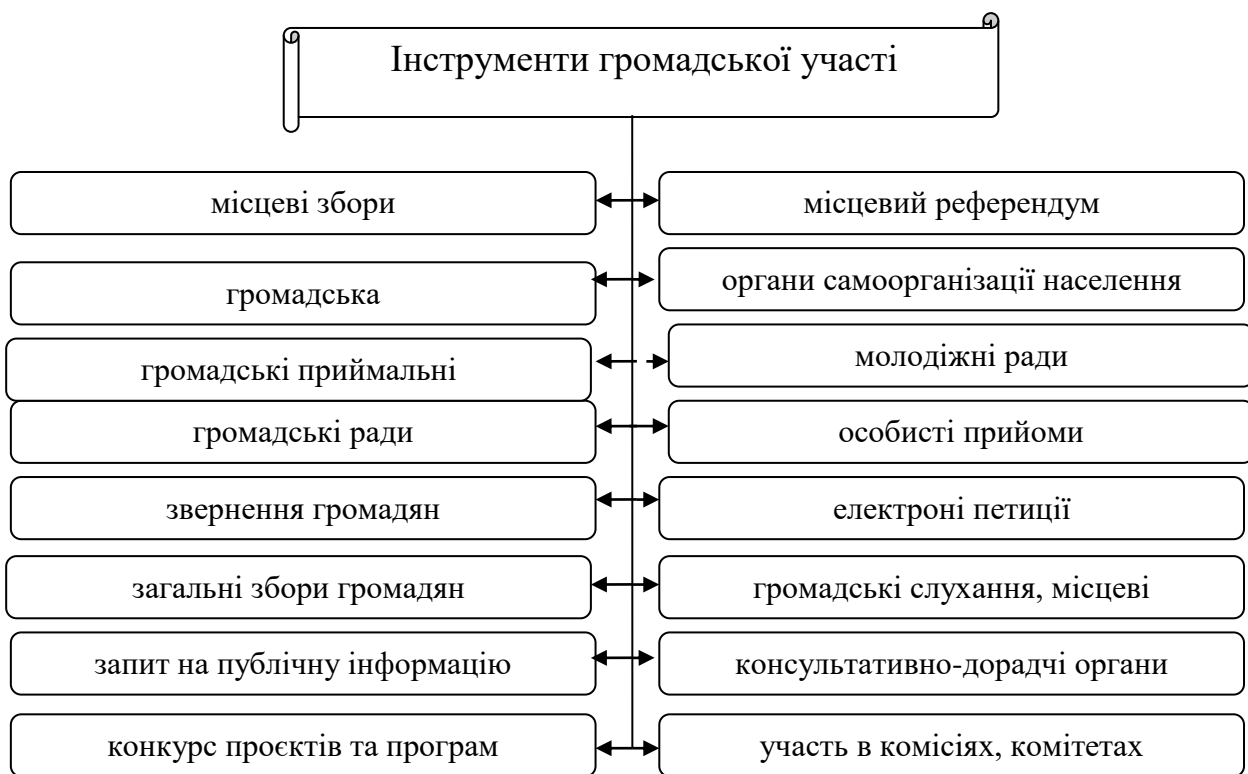 Інструменти громадської участі
місцеві збори
місцевий референдум
громадська
органи самоорганізації населення
громадські приймальні
молодіжні ради
громадські ради
особисті прийоми
звернення громадян
електроні петиції
загальні збори громадян
громадські слухання, місцеві
запит на публічну інформацію
консультативно-дорадчі органи
конкурс проєктів та програм
участь в комісіях, комітетах